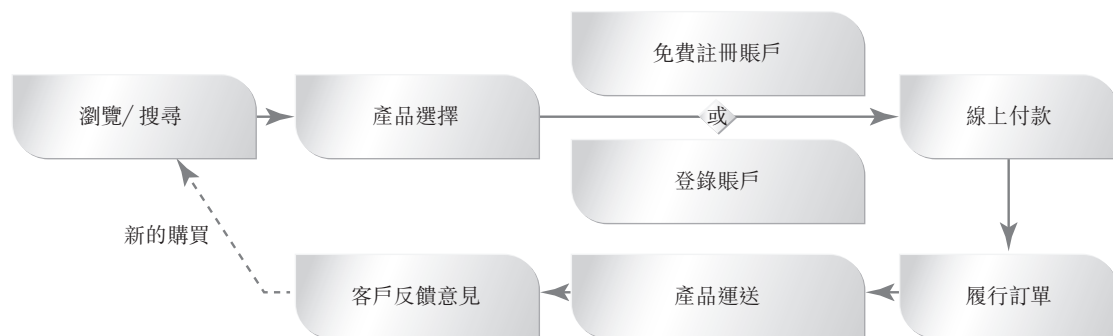 免費註冊賬戶
瀏覽/ 搜尋
產品選擇
或
線上付款
登錄賬戶
新的購買
客戶反饋意見
產品運送
履行訂單